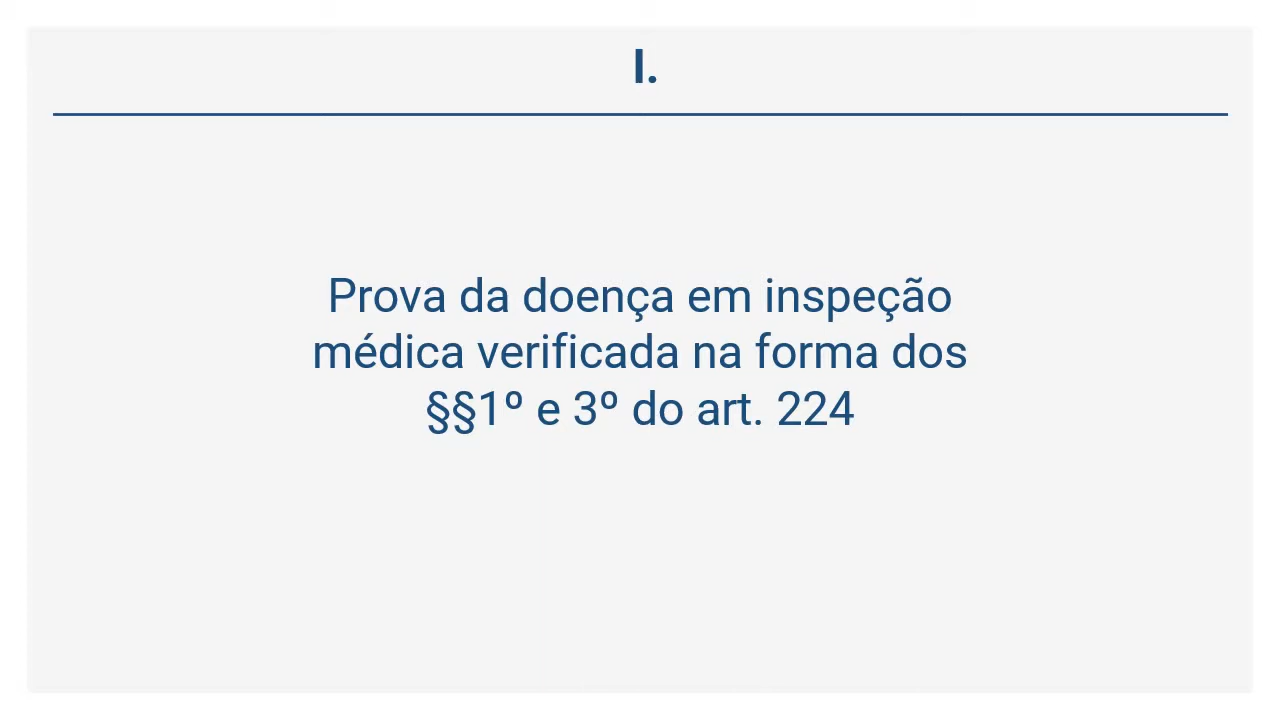 I.
Prova da doença em inspeção
médica verificada na forma dos
§§1º e 3º do art. 224